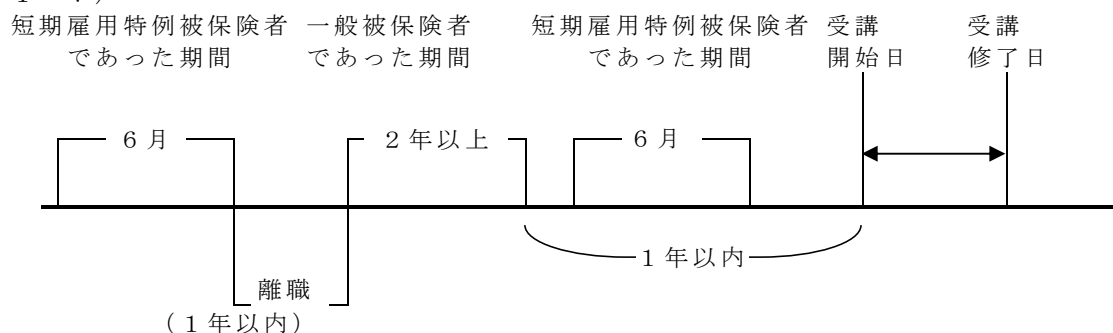 短期雇用特例被保険者 一般被保険者 短期雇用特例被保険者 受講 受講
であった期間 であった期間 であった期間 開始日 修了日
6月 2年以上 6月
1年以内
離職
(1年以内)